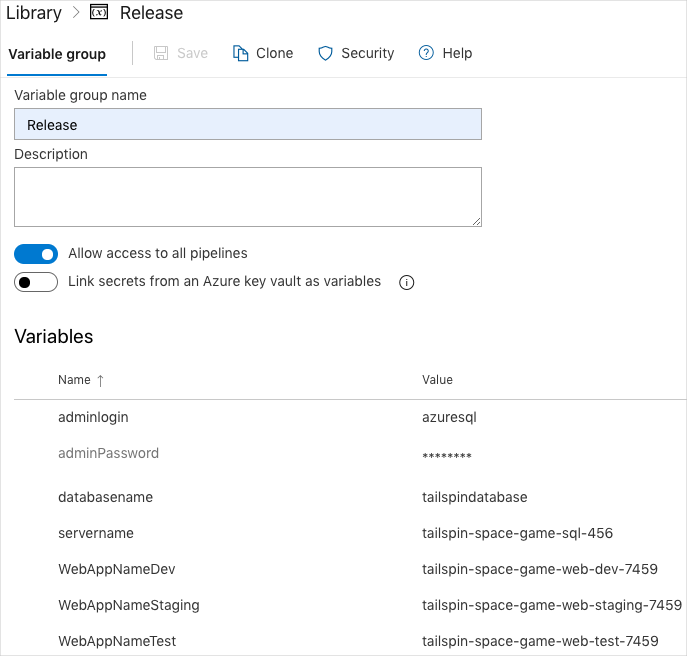 Library > Release
Variable group Save Clone Security Help
Variable group name
Release
Description
Allow access to all pipelines
Link secrets from an Azure key vault as variables
Variables
Name ↑ Value
adminlogin azuresql
adminPassword ********
databasename tailspindatabase
servername tailspin-space-game-sql-456
WebAppNameDev tailspin-space-game-web-dev-7459
WebAppNameStaging tailspin-space-game-web-staging-7459
WebAppNameTest tailspin-space-game-web-test-7459